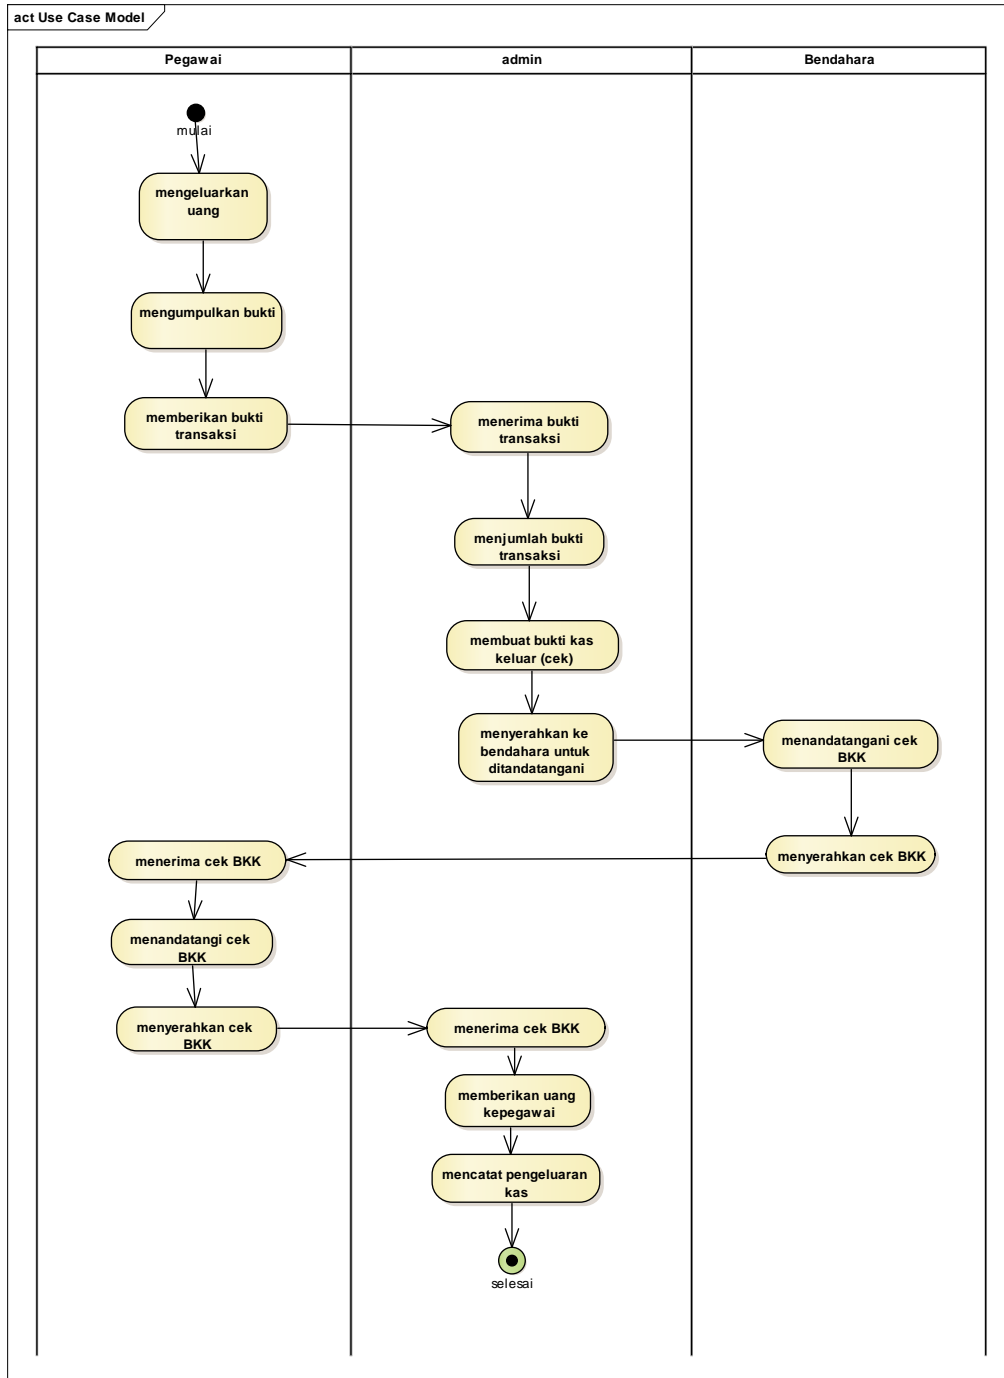 act Use Case Model
Pegawai
admin
Bendahara
mulai
mengeluarkan
uang
mengumpulkan bukti
memberikan bukti
transaksi
menerima bukti
transaksi
menjumlah bukti
transaksi
membuat bukti kas
keluar (cek)
menyerahkan ke
bendahara untuk
ditandatangani
menandatangani cek
BKK
menyerahkan cek BKK
menerima cek BKK
menandatangi cek
BKK
menyerahkan cek
BKK
menerima cek BKK
memberikan uang
kepegawai
mencatat pengeluaran
kas
selesai